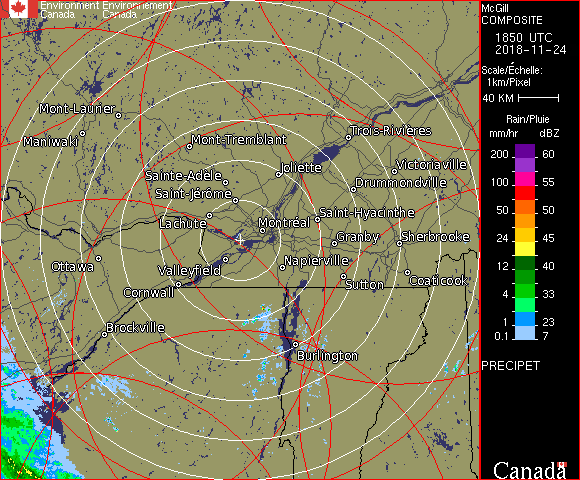 Environment Environnement
Canada Canada
McGill
COMPOSITE
1850 UTC
2018-11-24
Scale/Échelle:
1km/Pixel
40 KM
Rain/Pluie
mm/hr dBZ
200 60
100 55
50 50
24 45
12 40
4 33
1 23
0.1 7
PRECIPET
Canada
Mont-Laurier
Maniwaki
Mont-Tremblant
Trois-Rivières
Joliette
Victoriaville
Sainte-Adèle
Drummondville
Saint-Jérôme
Lachute
Saint-Hyacinthe
Montréal
Granby
Sherbrooke
Ottawa
Valleyfield
Napierville
Cornwall
Sutton
Coaticook
Brockville
Burlington